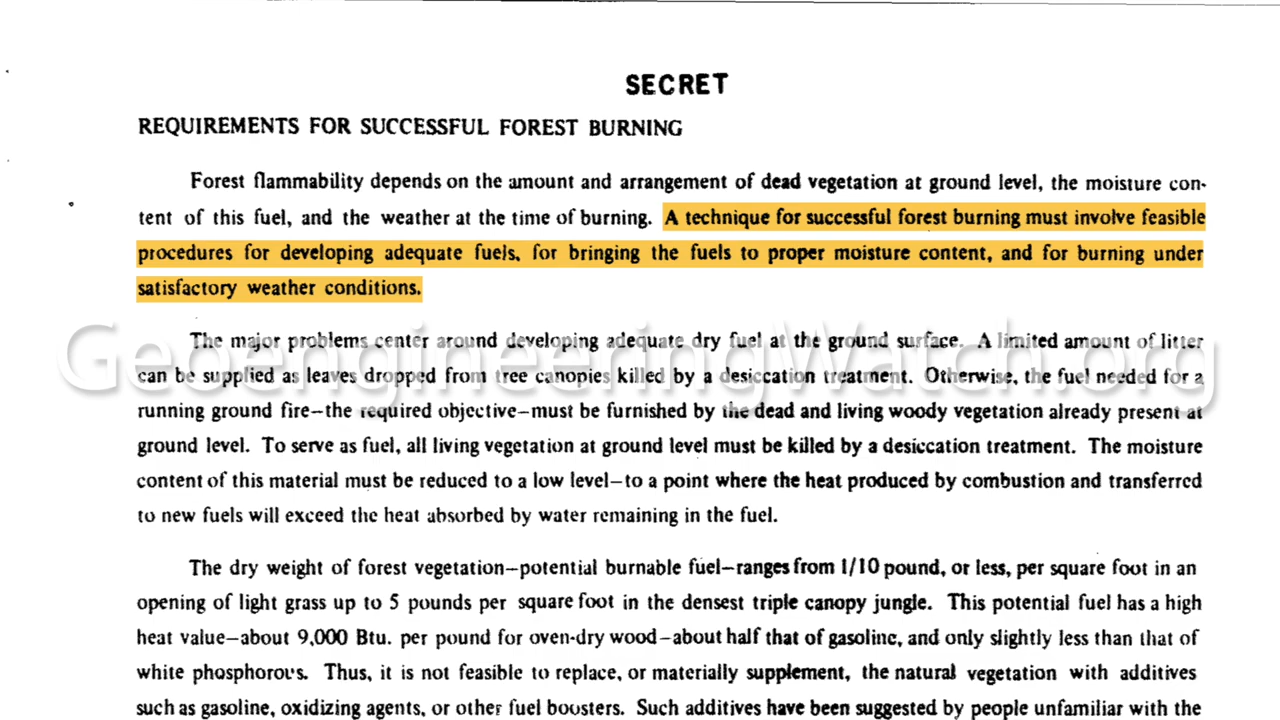 SECRET
REQUIREMENTS FOR SUCCESSFUL FOREST BURNING
Forest flammability depends on the amount and arrangement of dead vegetation at ground level, the moisture con-
tent of this fuel, and the weather at the time of burning. A technique for successful forest burning must involve feasible
procedures for developing adequate fuels, for bringing the fuels to proper moisture content, and for burning under
satisfactory weather conditions.
The major problems center around developing adequate dry fuel at the ground surface. A limited amount of litter
GeoengineeringWatch.org
can be supplied as leaves dropped from tree canopies killed by a desiccation treatment. Otherwise, the fuel needed for a
running ground fire—the required objective—must be furnished by the dead and living woody vegetation already present at
ground level. To serve as fuel, all living vegetation at ground level must be killed by a desiccation treatment. The moisture
content of this material must be reduced to a low level—to a point where the heat produced by combustion and transferred
to new fuels will exceed the heat absorbed by water remaining in the fuel.
The dry weight of forest vegetation—potential burnable fuel—ranges from 1/10 pound, or less, per square foot in an
opening of light grass up to 5 pounds per square foot in the densest triple canopy jungle. This potential fuel has a high
heat value—about 9,000 Btu. per pound for oven-dry wood—about half that of gasoline, and only slightly less than that of
white phosphorous. Thus, it is not feasible to replace, or materially supplement, the natural vegetation with additives
such as gasoline, oxidizing agents, or other fuel boosters. Such additives have been suggested by people unfamiliar with the